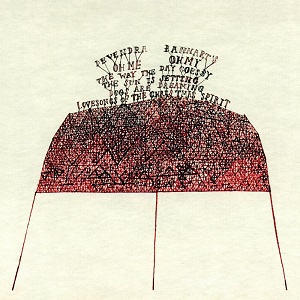 DEVENDRA BANHART'S
OH ME OH MY
THE WAY THE DAY GOES BY
THE SUN IS SETTING
DOGS ARE DREAMING
LOVESONGS OF THE CHRISTMAS SPIRIT